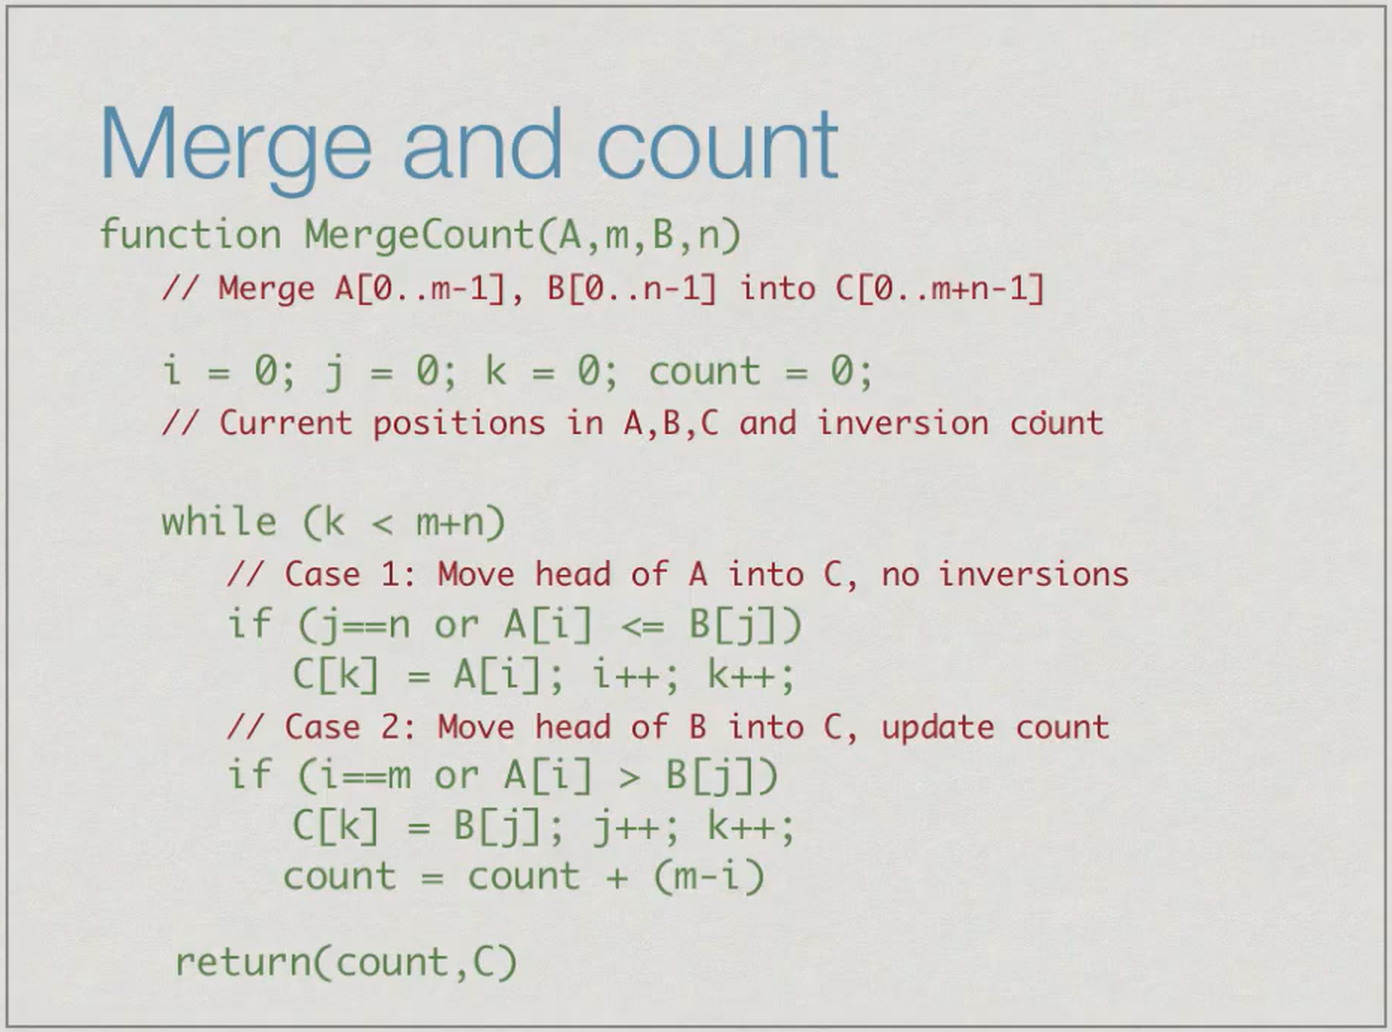 Merge and count
function MergeCount(A,m,B,n)
// Merge A[0..m-1], B[0..n-1] into C[0..m+n-1]
i = 0; j = 0; k = 0; count = 0;
// Current positions in A,B,C and inversion count
while (k < m+n)
// Case 1: Move head of A into C, no inversions
if (j==n or A[i] <= B[j])
C[k] = A[i]; i++; k++;
// Case 2: Move head of B into C, update count
if (i==m or A[i] > B[j])
C[k] = B[j]; j++; k++;
count = count + (m-i)
return(count,C)